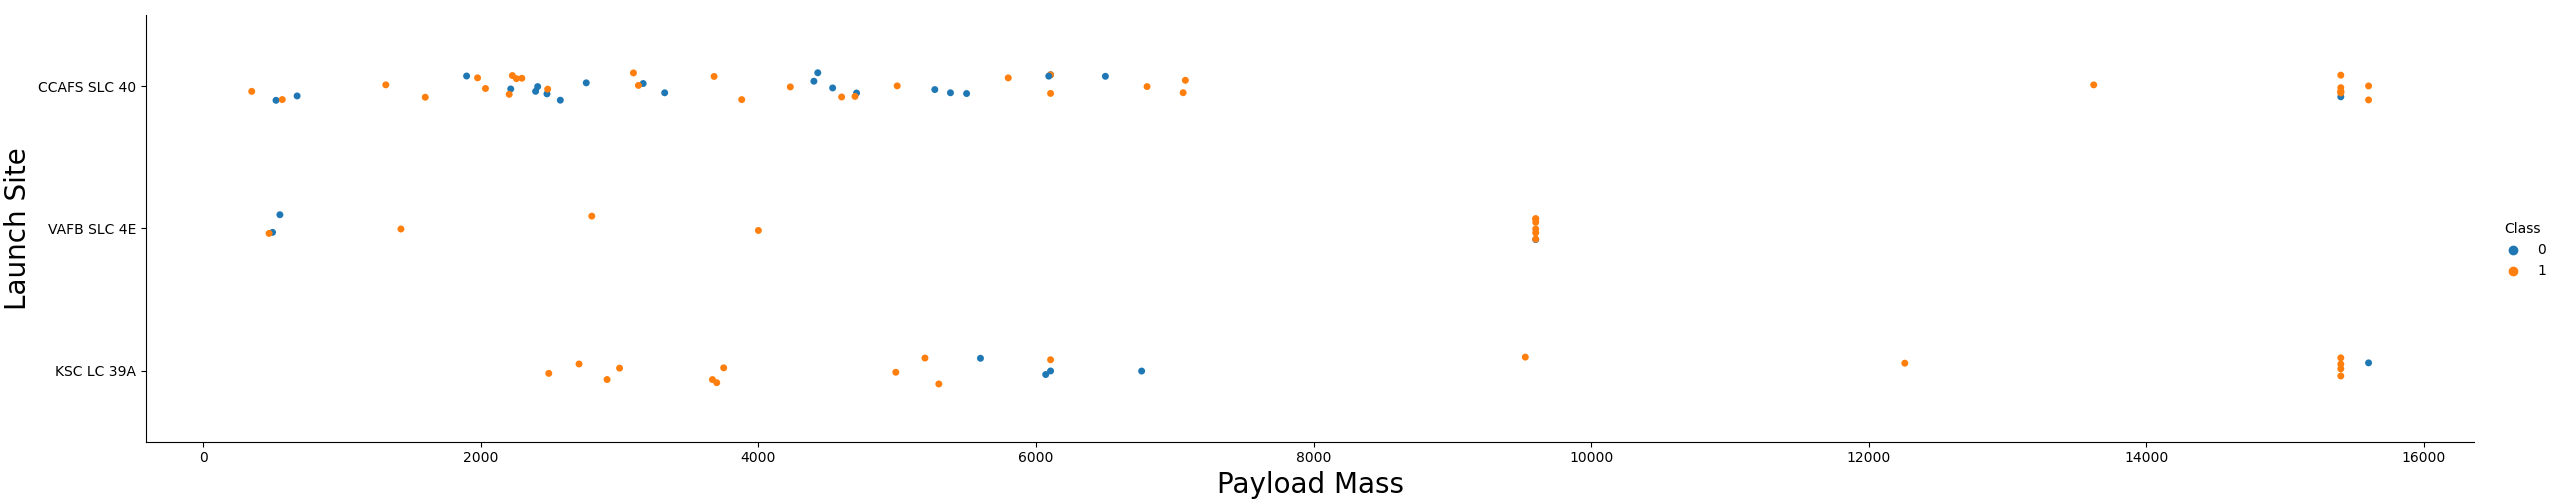 Launch Site
CCAFS SLC 40
VAFB SLC 4E
KSC LC 39A
0 2000 4000 6000 8000 10000 12000 14000 16000
Payload Mass
Class
0
1